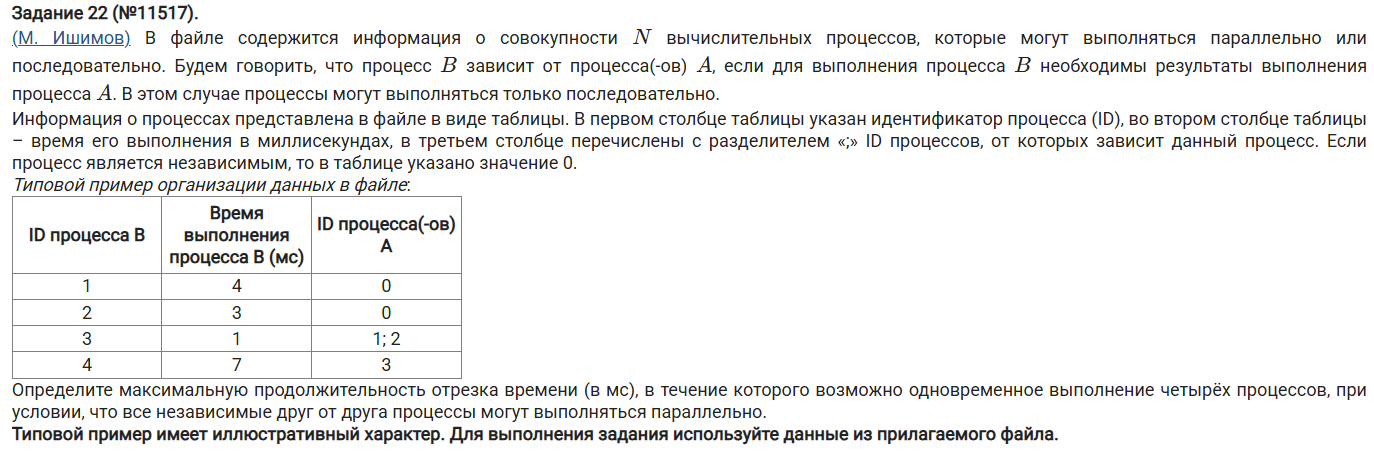 Задание 22 (№11517).
(М. Ишимов) В файле содержится информация о совокупности N вычислительных процессов, которые могут выполняться параллельно или
последовательно. Будем говорить, что процесс B зависит от процесса(-ов) A, если для выполнения процесса B необходимы результаты выполнения
процесса A. В этом случае процессы могут выполняться только последовательно.
Информация о процессах представлена в файле в виде таблицы. В первом столбце таблицы указан идентификатор процесса (ID), во втором столбце таблицы
– время его выполнения в миллисекундах, в третьем столбце перечислены с разделителем «;» ID процессов, от которых зависит данный процесс. Если
процесс является независимым, то в таблице указано значение 0.
Типовой пример организации данных в файле:
ID процесса B
Время
выполнения
процесса B (мс)
ID процесса(-ов)
A
1 4 0
2 3 0
3 1 1; 2
4 7 3
Определите максимальную продолжительность отрезка времени (в мс), в течение которого возможно одновременное выполнение четырёх процессов, при
условии, что все независимые друг от друга процессы могут выполняться параллельно.
Типовой пример имеет иллюстративный характер. Для выполнения задания используйте данные из прилагаемого файла.